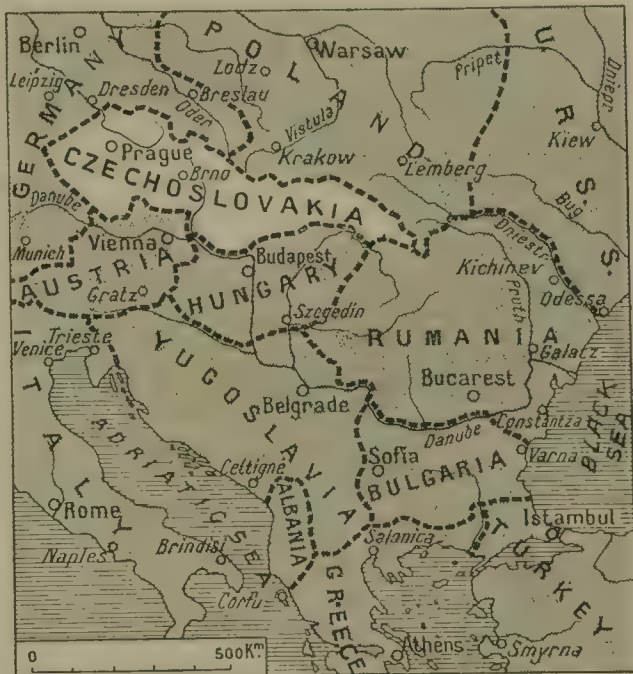 Berlin
GERMANY
POLAND
Warsaw
U.R.S.S.
Lodz
Pripet
Dniepr
Leipzig
Dresden
Breslau
Oder
Kiew
Vistula
Krakow
Lemberg
Prague
Brno
CZECHOSLOVAKIA
Bug
Danube
Dniestr
Munich
Vienna
Budapest
Kichinev
AUSTRIA
Gratz
HUNGARY
Pruth
Odessa
Szegedin
RUMANIA
Trieste
Venice
Galatz
ITALY
YUGOSLAVIA
Belgrade
Bucarest
BLACK SEA
Constantza
Danube
ADRIATIC SEA
Cettigne
Sofia
Varna
BULGARIA
Rome
ALBANIA
Istambul
Naples
Brindisi
Salonica
TURKEY
Corfu
GREECE
Athens
Smyrna
0 500Km.